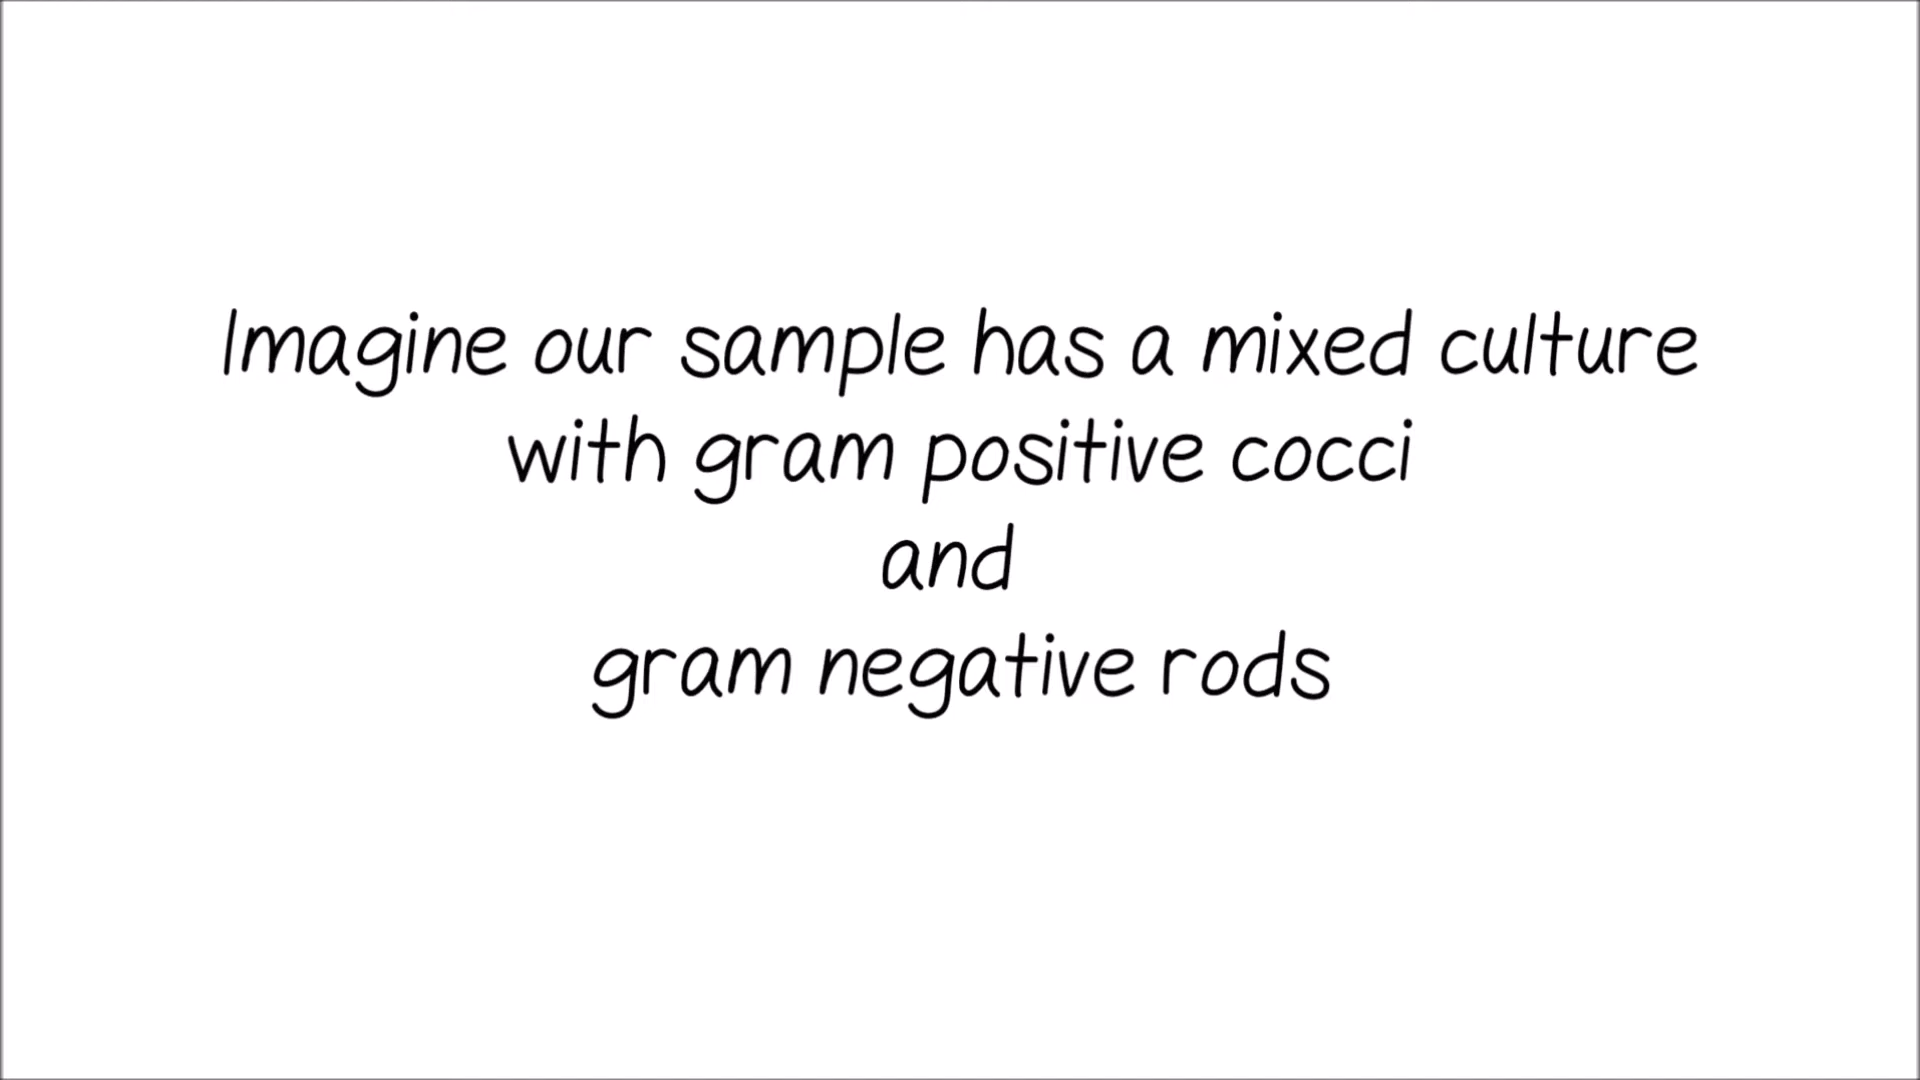 Imagine our sample has a mixed culture
with gram positive cocci
and
gram negative rods